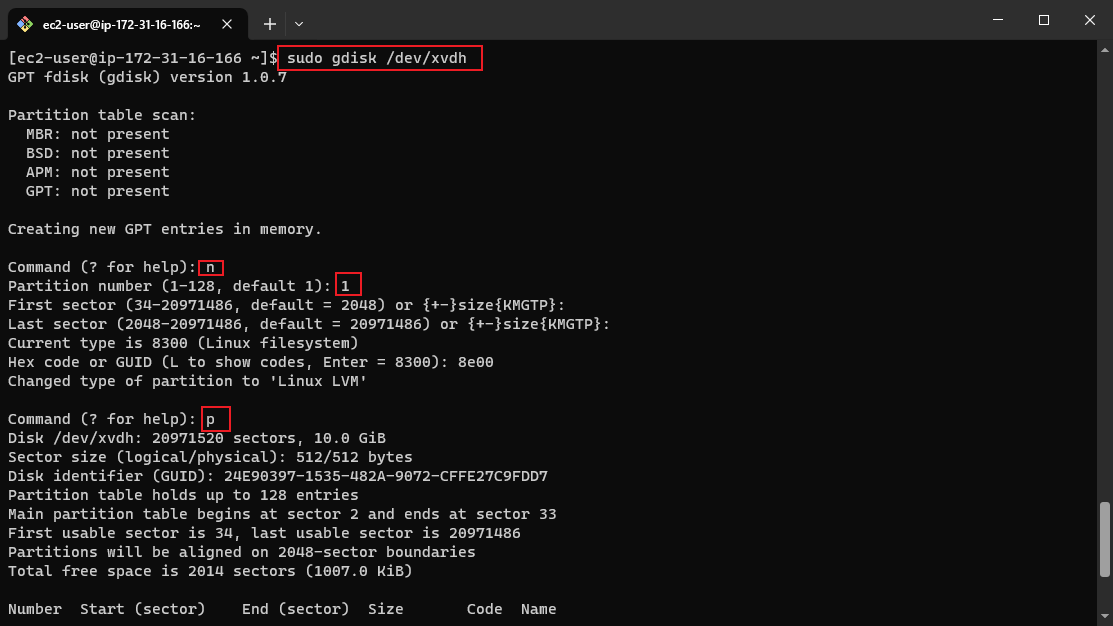 ec2-user@ip-172-31-16-166:~
[ec2-user@ip-172-31-16-166 ~]$ sudo gdisk /dev/xvdh
GPT fdisk (gdisk) version 1.0.7
Partition table scan:
  MBR: not present
  BSD: not present
  APM: not present
  GPT: not present
Creating new GPT entries in memory.
Command (? for help): n
Partition number (1-128, default 1): 1
First sector (34-20971486, default = 2048) or {+-}size{KMGTP}:
Last sector (2048-20971486, default = 20971486) or {+-}size{KMGTP}:
Current type is 8300 (Linux filesystem)
Hex code or GUID (L to show codes, Enter = 8300): 8e00
Changed type of partition to 'Linux LVM'
Command (? for help): p
Disk /dev/xvdh: 20971520 sectors, 10.0 GiB
Sector size (logical/physical): 512/512 bytes
Disk identifier (GUID): 24E90397-1535-482A-9072-CFFE27C9FDD7
Partition table holds up to 128 entries
Main partition table begins at sector 2 and ends at sector 33
First usable sector is 34, last usable sector is 20971486
Partitions will be aligned on 2048-sector boundaries
Total free space is 2014 sectors (1007.0 KiB)
Number  Start (sector)    End (sector)  Size       Code  Name